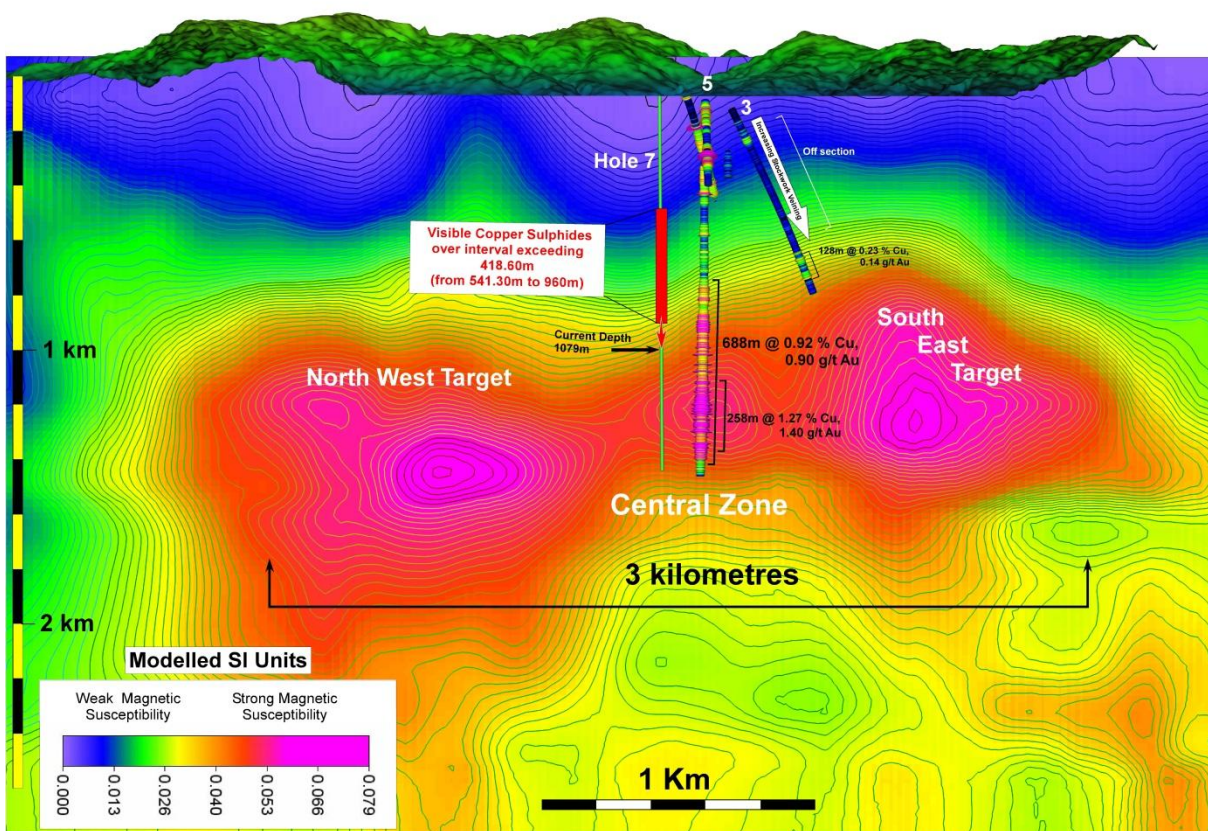 5
3
Increasing Stockwork Veining
Off section
Hole 7
Visible Copper Sulphides
over interval exceeding
418.60m
(from 541.30m to 960m)
128m @ 0.23 % Cu,
0.14 g/t Au
Current Depth
1079m
1 km
South
East
Target
688m @ 0.92 % Cu,
0.90 g/t Au
North West Target
258m @ 1.27 % Cu,
1.40 g/t Au
Central Zone
3 kilometres
2 km
Modelled SI Units
Weak Magnetic
Susceptibility
Strong Magnetic
Susceptibility
0.000
0.013
0.026
0.040
0.053
0.066
0.079
1 Km